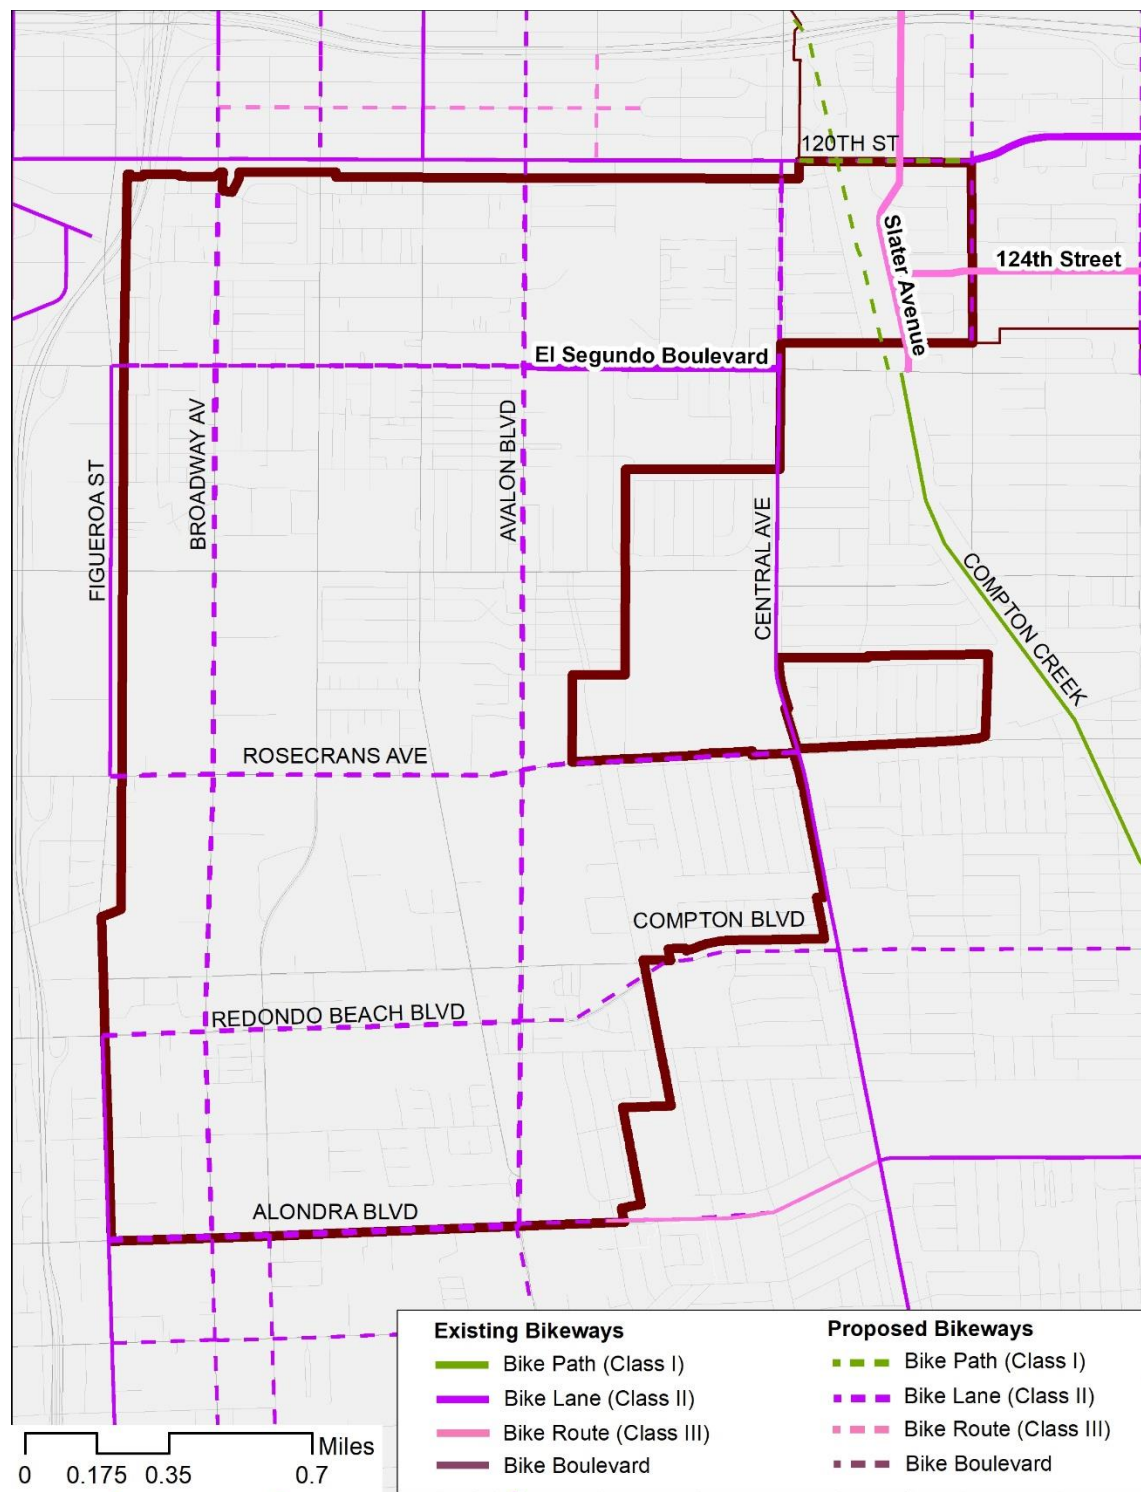 120TH ST
Slater Avenue
124th Street
El Segundo Boulevard
FIGUEROA ST
BROADWAY AV
AVALON BLVD
CENTRAL AVE
COMPTON CREEK
ROSECRANS AVE
COMPTON BLVD
REDONDO BEACH BLVD
ALONDRA BLVD
Existing Bikeways
Bike Path (Class I)
Bike Lane (Class II)
Bike Route (Class III)
Bike Boulevard
Proposed Bikeways
Bike Path (Class I)
Bike Lane (Class II)
Bike Route (Class III)
Bike Boulevard
Miles
0 0.175 0.35 0.7